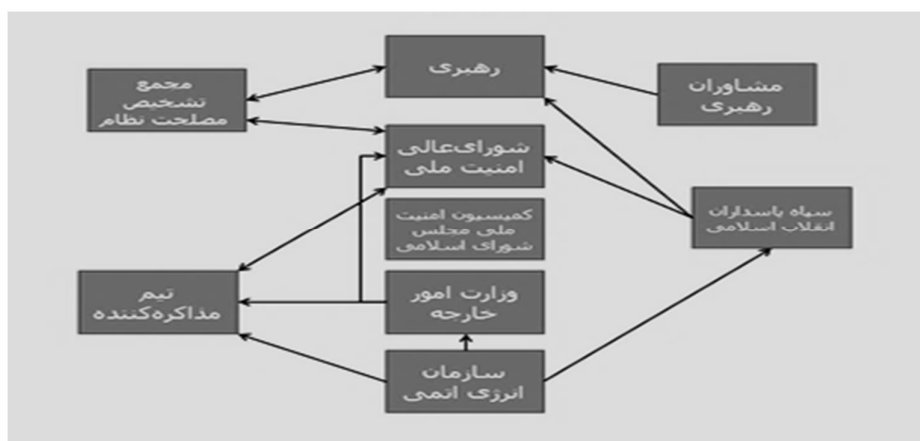 رهبری
مشاوران
رهبری
مجمع
تشخیص
مصلحت نظام
شورای‌عالی
امنیت ملی
سپاه پاسداران
انقلاب اسلامی
کمیسیون امنیت
ملی مجلس
شورای اسلامی
وزارت امور
خارجه
تیم
مذاکره‌کننده
سازمان
انرژی اتمی